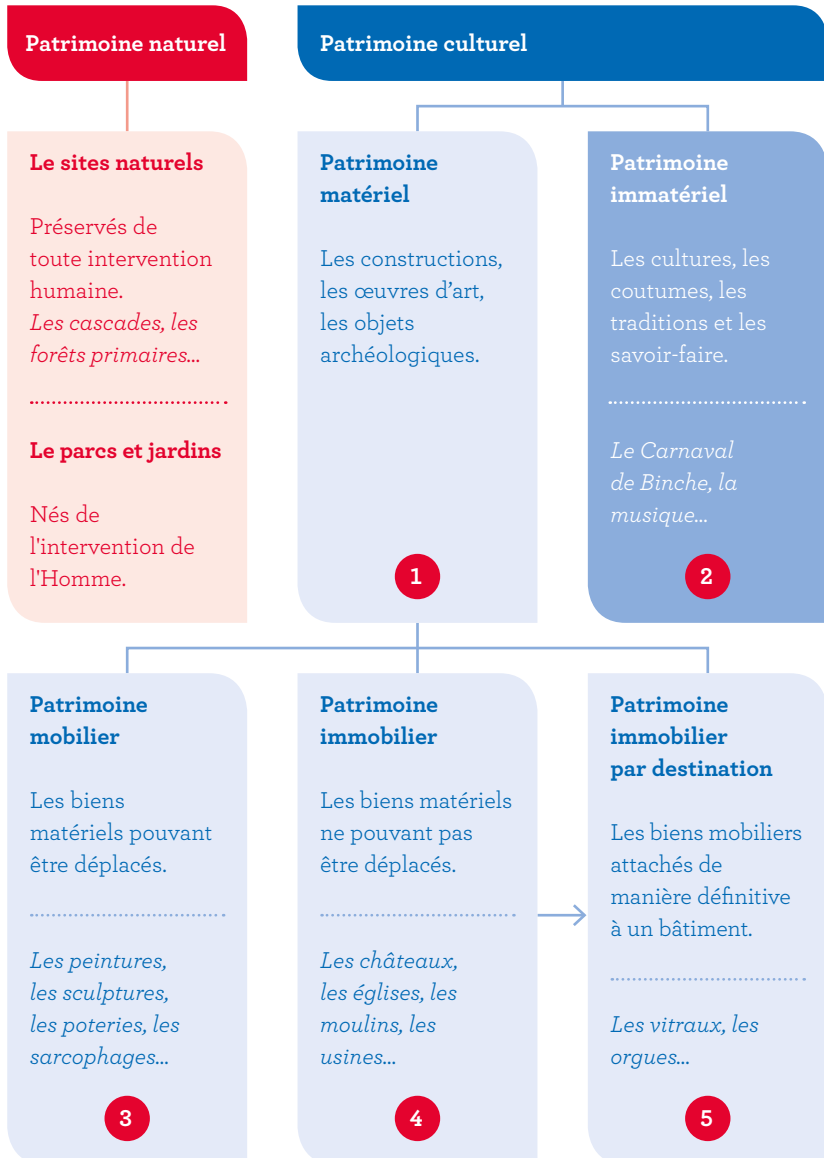 Patrimoine naturel
Patrimoine culturel
Le sites naturels
Préservés de
toute intervention
humaine.
Les cascades, les
forêts primaires...
Le parcs et jardins
Nés de
l'intervention de
l'Homme.
Patrimoine
matériel
Les constructions,
les œuvres d’art,
les objets
archéologiques.
1
Patrimoine
immatériel
Les cultures, les
coutumes, les
traditions et les
savoir-faire.
Le Carnaval
de Binche, la
musique...
2
Patrimoine
mobilier
Les biens
matériels pouvant
être déplacés.
Les peintures,
les sculptures,
les poteries, les
sarcophages...
3
Patrimoine
immobilier
Les biens matériels
ne pouvant pas
être déplacés.
Les châteaux,
les églises, les
moulins, les
usines...
4
Patrimoine
immobilier
par destination
Les biens mobiliers
attachés de
manière définitive
à un bâtiment.
Les vitraux, les
orgues...
5